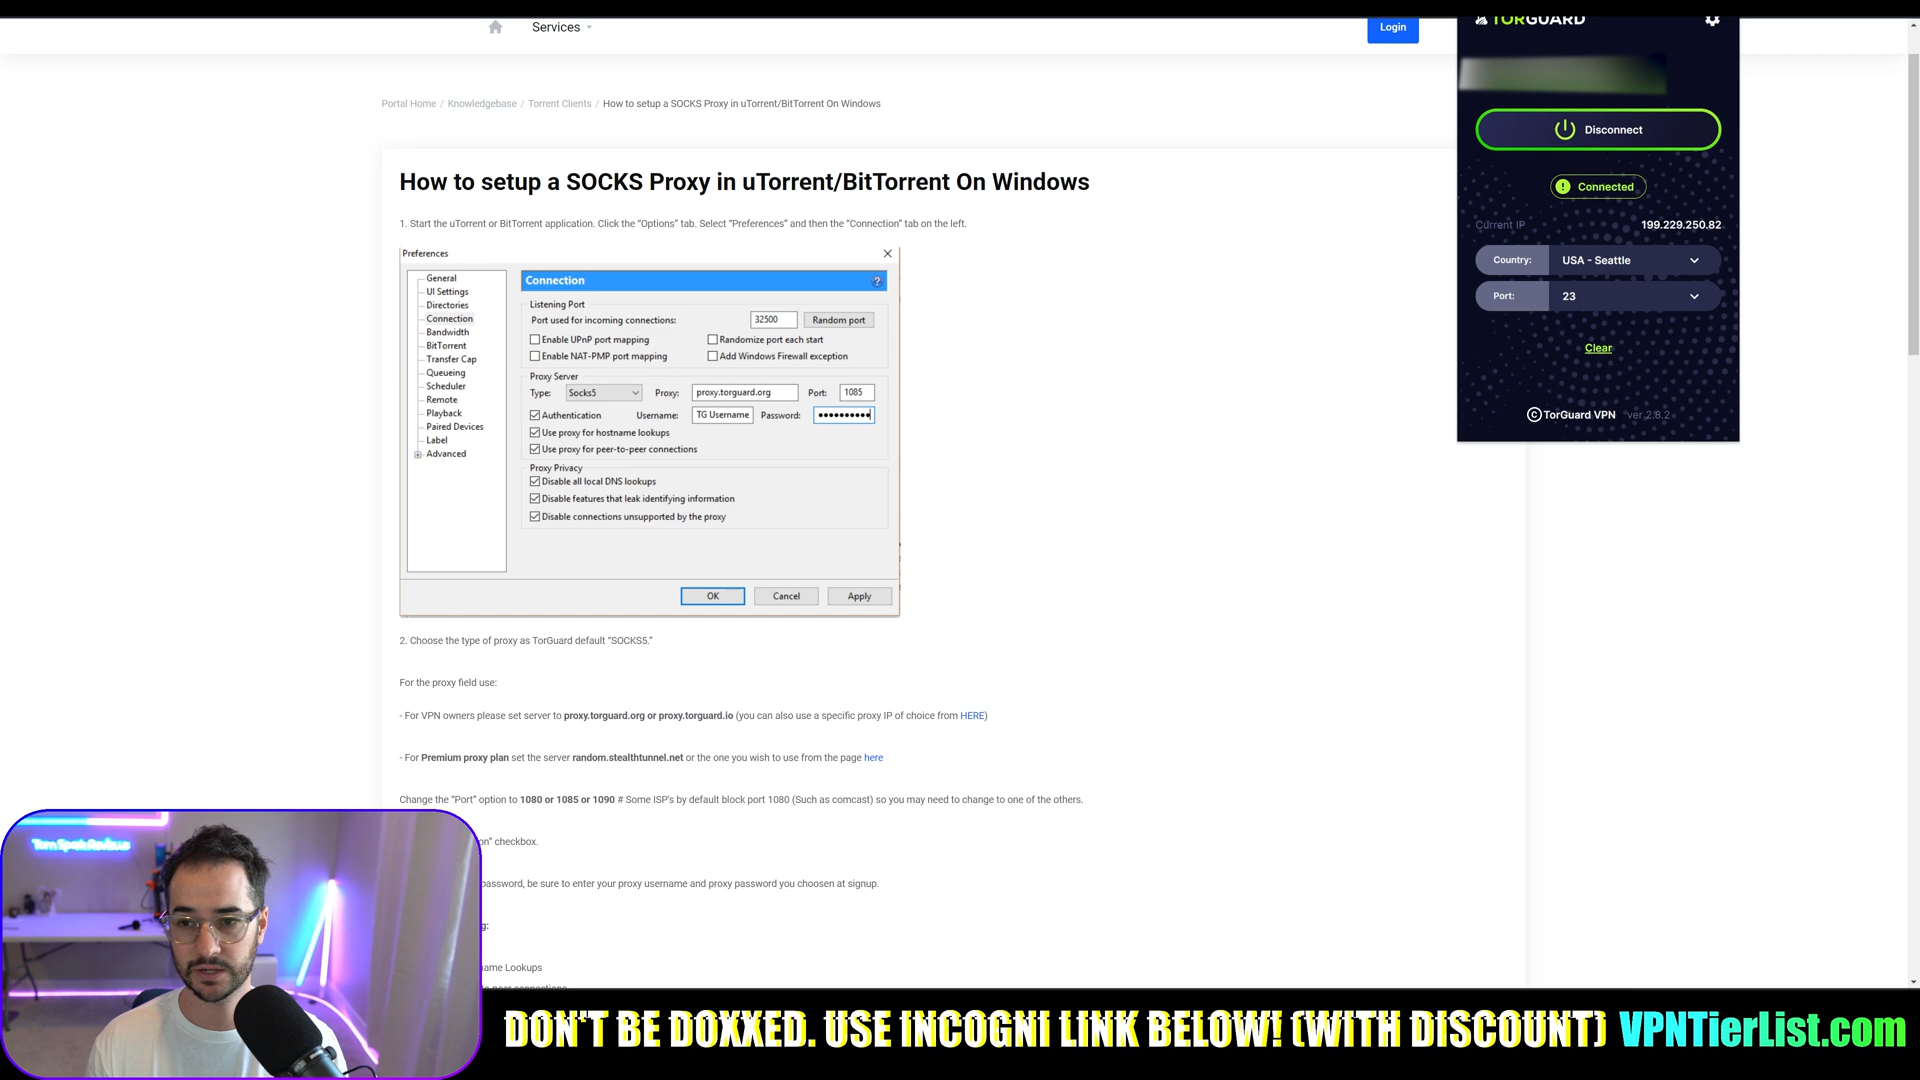 Services
Login
TORGUARD
Portal Home / Knowledgebase / Torrent Clients / How to setup a SOCKS Proxy in uTorrent/BitTorrent On Windows
Disconnect
Connected
Current IP 199.229.250.82
Country: USA - Seattle
Port: 23
Clear
TorGuard VPN ver 2.8.2
How to setup a SOCKS Proxy in uTorrent/BitTorrent On Windows
1. Start the uTorrent or BitTorrent application. Click the “Options” tab. Select “Preferences” and then the “Connection” tab on the left.
Preferences
General
UI Settings
Directories
Connection
Bandwidth
BitTorrent
Transfer Cap
Queueing
Scheduler
Remote
Playback
Paired Devices
Label
Advanced
Connection
Listening Port
Port used for incoming connections: 32500 Random port
Enable UPnP port mapping Randomize port each start
Enable NAT-PMP port mapping Add Windows Firewall exception
Proxy Server
Type: Socks5 Proxy: proxy.torguard.org Port: 1085
Authentication Username: TG Username Password: ••••••••••
Use proxy for hostname lookups
Use proxy for peer-to-peer connections
Proxy Privacy
Disable all local DNS lookups
Disable features that leak identifying information
Disable connections unsupported by the proxy
OK Cancel Apply
2. Choose the type of proxy as TorGuard default “SOCKS5.”
For the proxy field use:
- For VPN owners please set server to proxy.torguard.org or proxy.torguard.io (you can also use a specific proxy IP of choice from HERE)
- For Premium proxy plan set the server random.stealthtunnel.net or the one you wish to use from the page here
Change the “Port” option to 1080 or 1085 or 1090 # Some ISP's by default block port 1080 (Such as comcast) so you may need to change to one of the others.
on” checkbox.
password, be sure to enter your proxy username and proxy password you choosen at signup.
g:
name Lookups
Tom Spark Reviews
DON'T BE DOXXED. USE INCOGNI LINK BELOW! (WITH DISCOUNT) VPNTierList.com